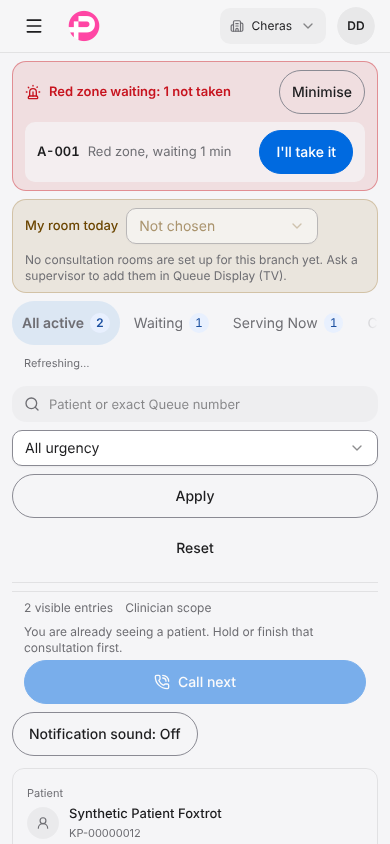 Cheras
DD
Red zone waiting: 1 not taken
Minimise
A-001 Red zone, waiting 1 min
I'll take it
My room today
Not chosen
No consultation rooms are set up for this branch yet. Ask a
supervisor to add them in Queue Display (TV).
All active 2
Waiting 1
Serving Now 1
Refreshing...
Patient or exact Queue number
All urgency
Apply
Reset
2 visible entries Clinician scope
You are already seeing a patient. Hold or finish that
consultation first.
Call next
Notification sound: Off
Patient
Synthetic Patient Foxtrot
KP-00000012